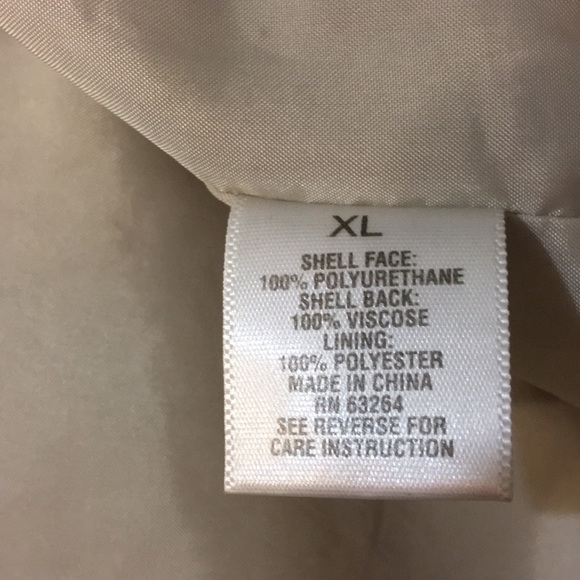 XL
SHELL FACE:
100% POLYURETHANE
SHELL BACK:
100% VISCOSE
LINING:
100% POLYESTER
MADE IN CHINA
RN 63264
SEE REVERSE FOR
CARE INSTRUCTION